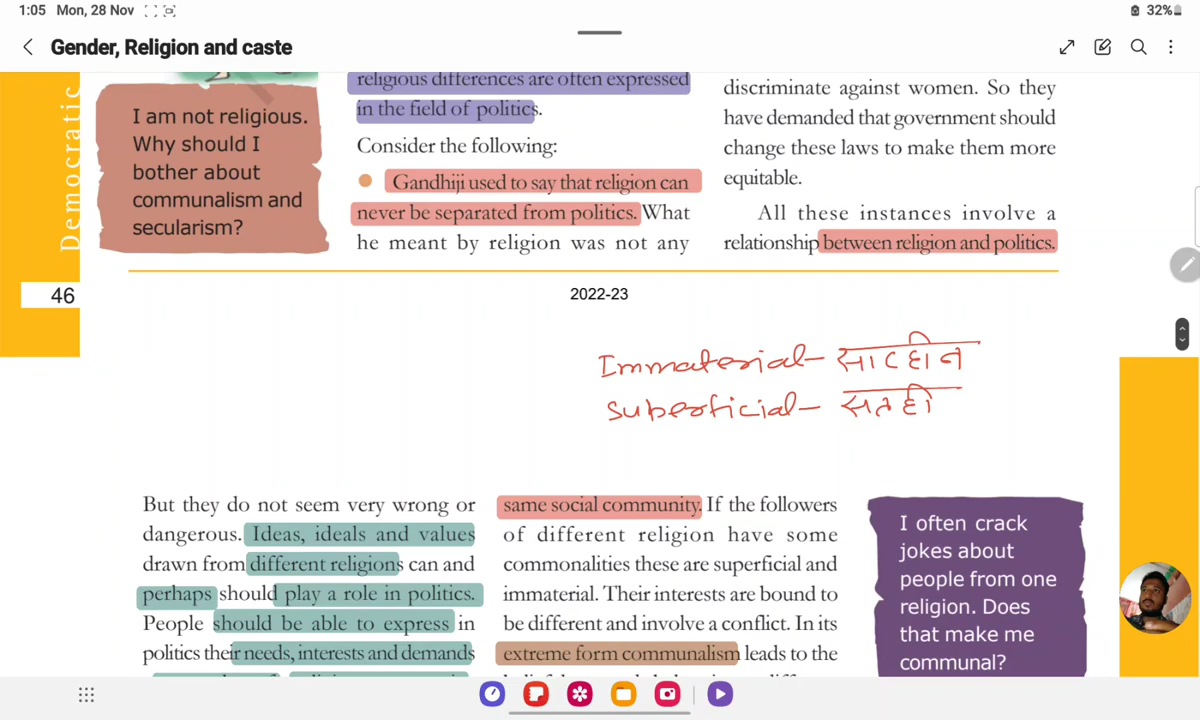 1:05 Mon, 28 Nov
32%
Gender, Religion and caste
Democratic
I am not religious.
Why should I
bother about
communalism and
secularism?
46
religious differences are often expressed
in the field of politics.
Consider the following:
Gandhiji used to say that religion can
never be separated from politics. What
he meant by religion was not any
discriminate against women. So they
have demanded that government should
change these laws to make them more
equitable.
All these instances involve a
relationship between religion and politics.
2022-23
Immaterial - सारहीन
Superficial - सतही
But they do not seem very wrong or
dangerous. Ideas, ideals and values
drawn from different religions can and
perhaps should play a role in politics.
People should be able to express in
politics their needs, interests and demands
same social community. If the followers
of different religion have some
commonalities these are superficial and
immaterial. Their interests are bound to
be different and involve a conflict. In its
extreme form communalism leads to the
I often crack
jokes about
people from one
religion. Does
that make me
communal?